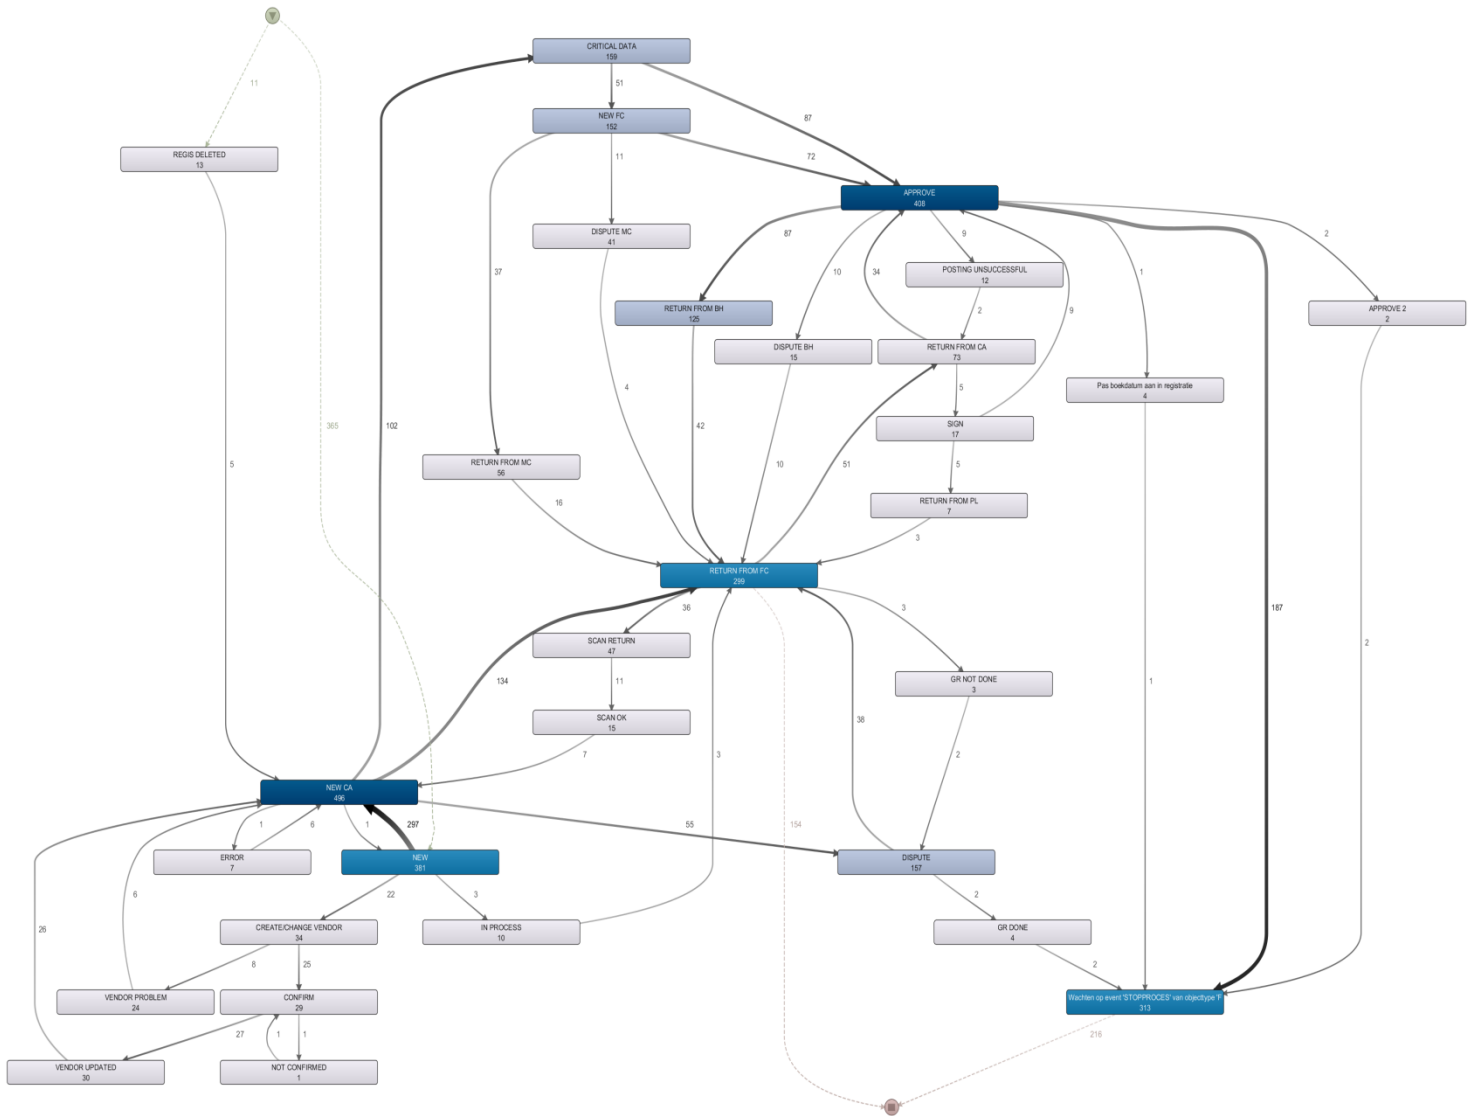 11
CRITICAL DATA
159
51
87
NEW FC
152
11
72
REGIS DELETED
13
APPROVE
408
DISPUTE MC
41
87
9
2
37
10
34
POSTING UNSUCCESSFUL
12
1
RETURN FROM BH
125
2
9
APPROVE 2
2
DISPUTE BH
15
RETURN FROM CA
73
4
5
Pas boekdatum aan in registratie
4
365
102
42
SIGN
17
5
RETURN FROM MC
56
10
51
5
16
RETURN FROM PL
7
3
RETURN FROM FC
299
36
3
187
SCAN RETURN
47
2
134
11
GR NOT DONE
3
1
SCAN OK
15
38
7
3
2
NEW CA
496
1
6
1
297
55
154
ERROR
7
NEW
381
DISPUTE
157
6
22
3
2
26
CREATE/CHANGE VENDOR
34
IN PROCESS
10
GR DONE
4
8
25
2
VENDOR PROBLEM
24
CONFIRM
29
Wachten op event 'STOPPROCES' van objecttype 'F
313
27
1
1
216
VENDOR UPDATED
30
NOT CONFIRMED
1